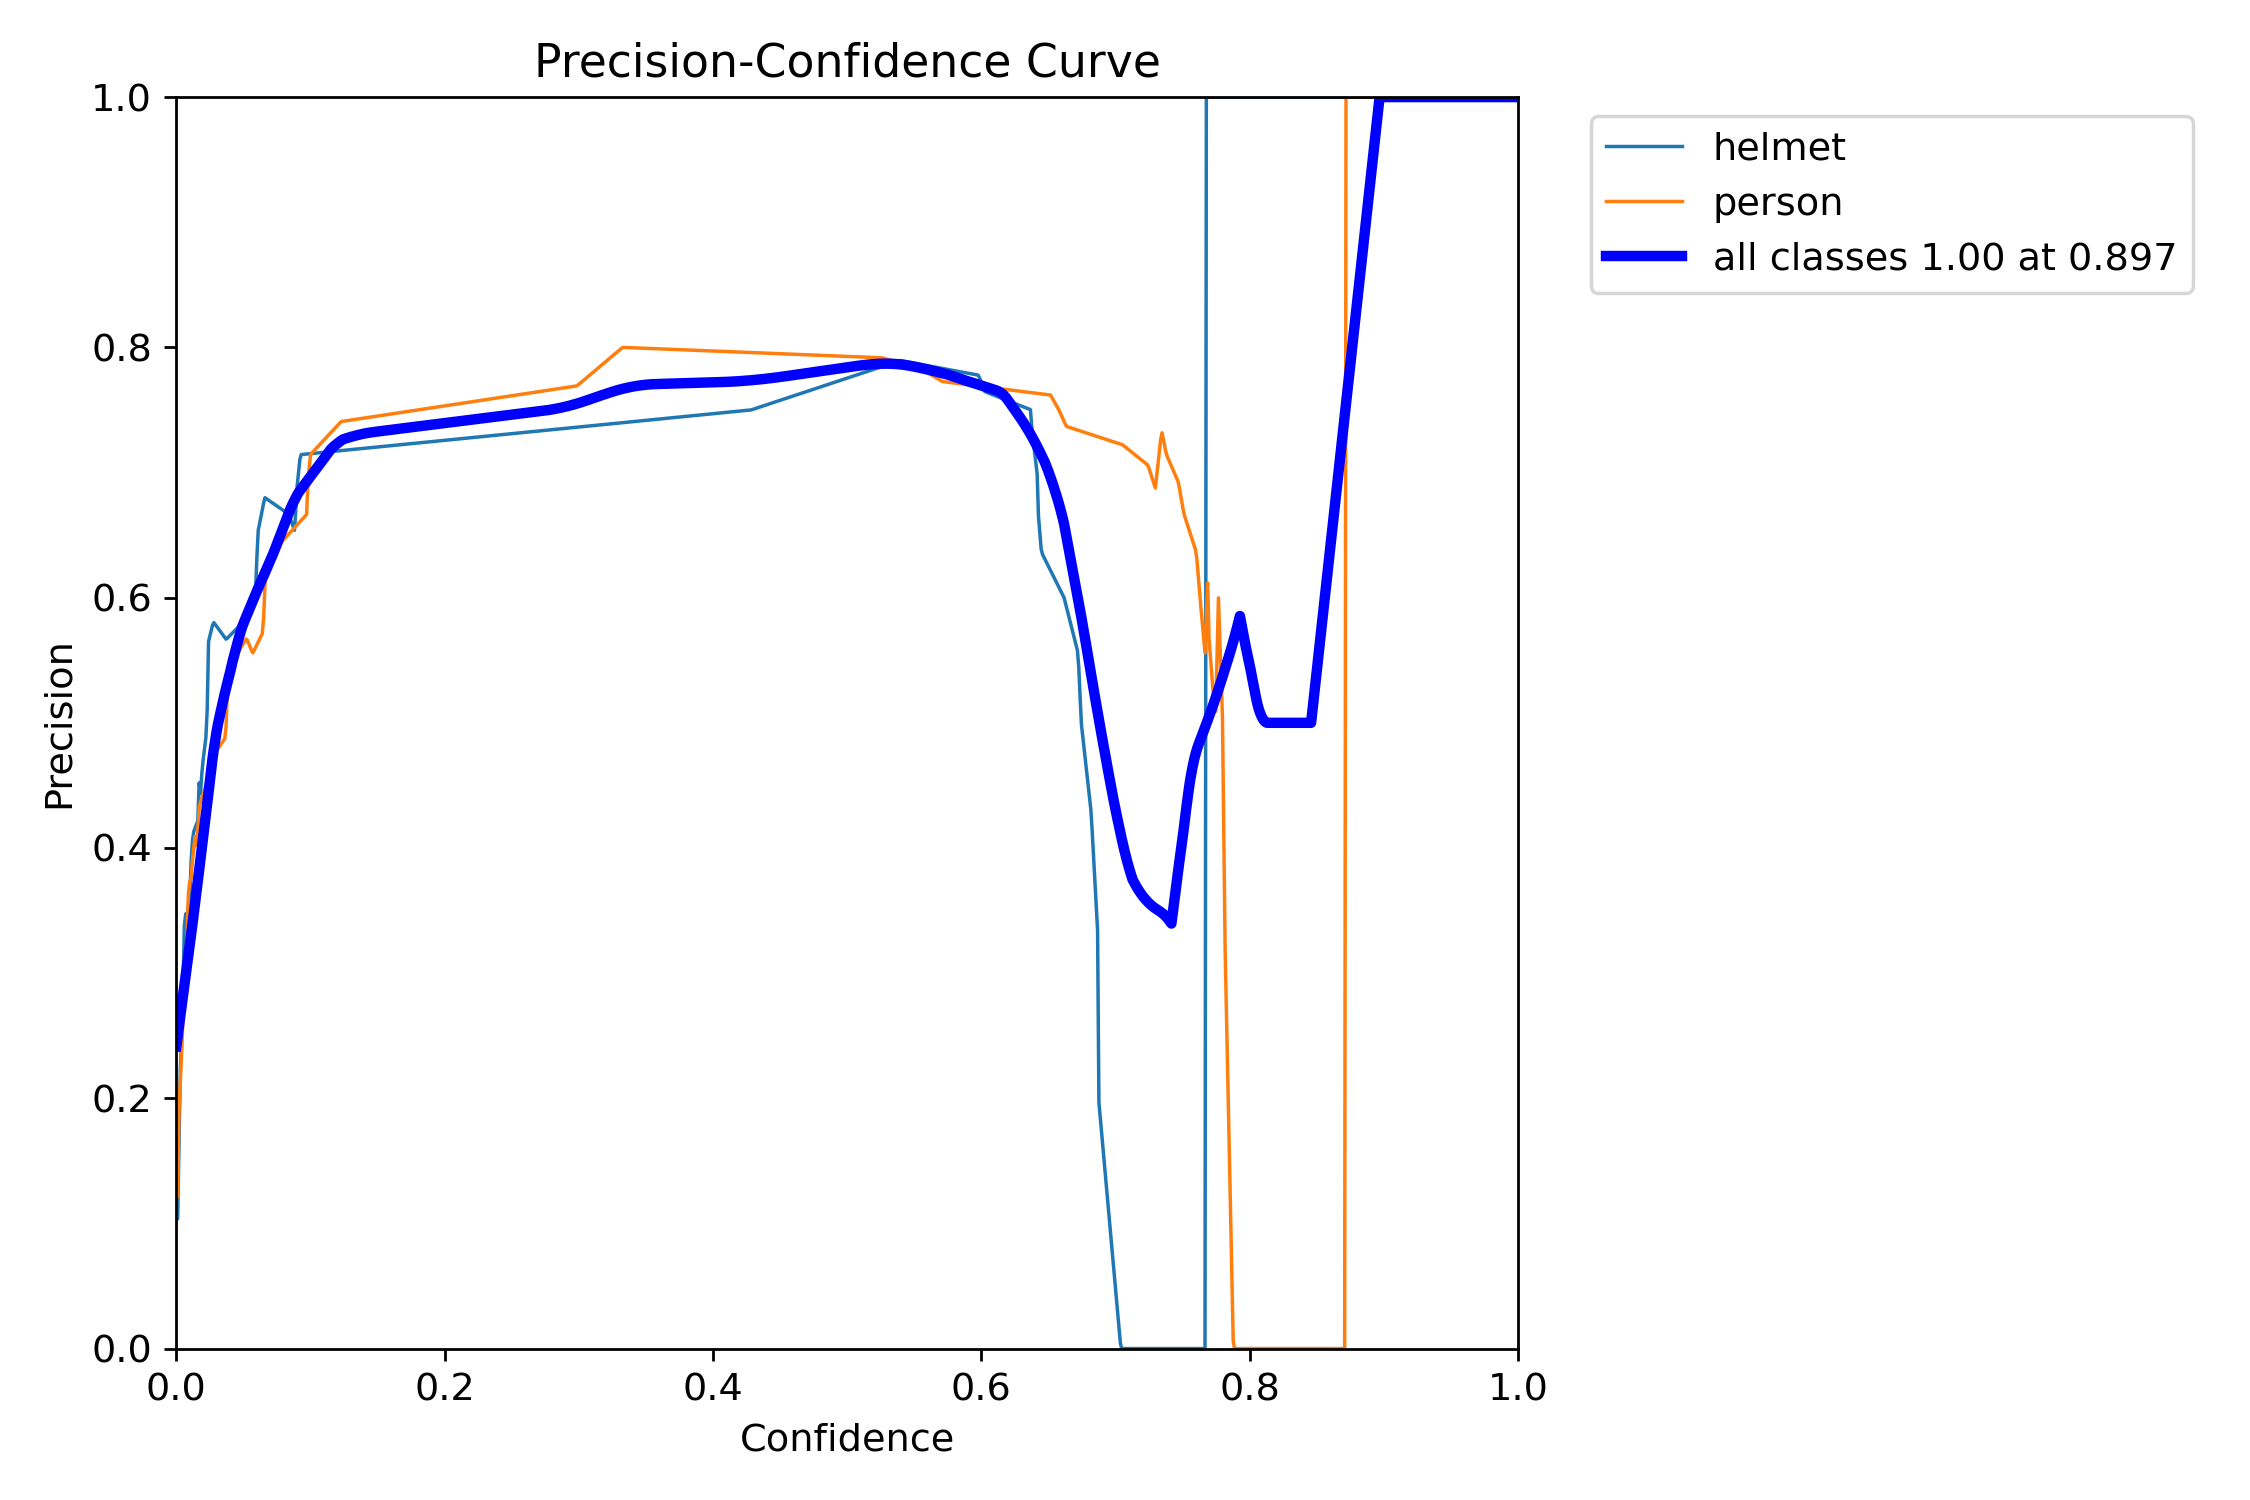 Precision-Confidence Curve
1.0
0.8
0.6
0.4
0.2
0.0
Precision
0.0 0.2 0.4 0.6 0.8 1.0
Confidence
helmet
person
all classes 1.00 at 0.897